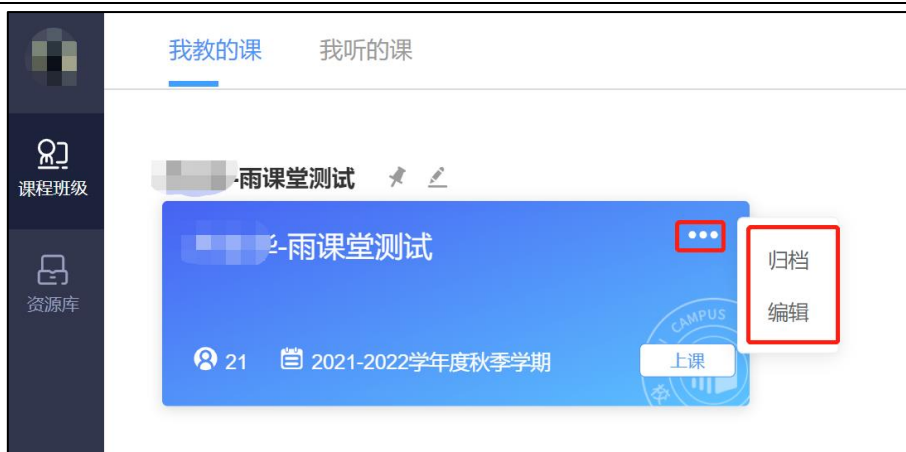 我教的课 我听的课
课程班级
资源库
-雨课堂测试
-雨课堂测试
归档
编辑
21 2021-2022学年度秋季学期
上课
CAMPUS